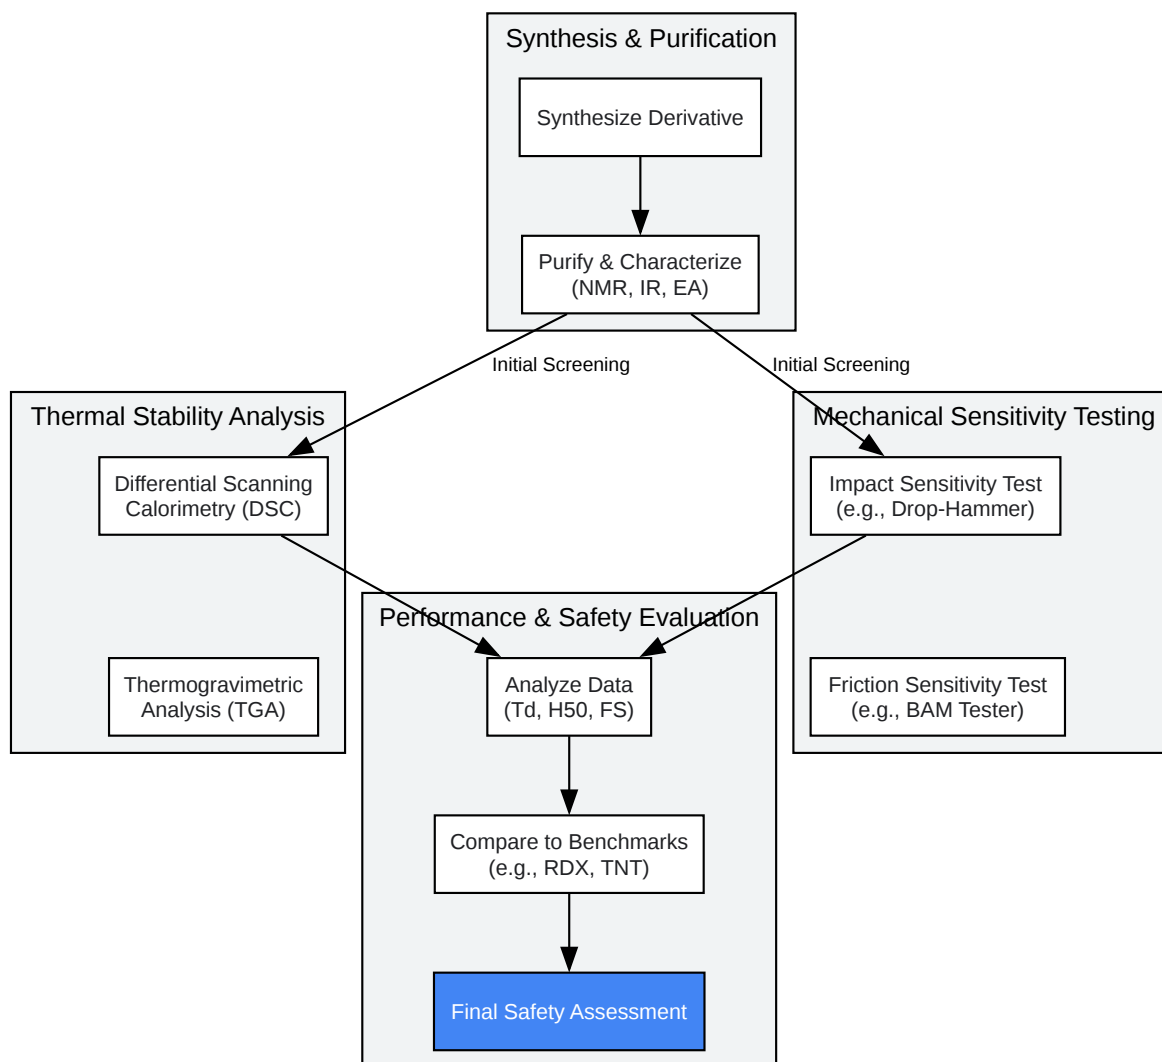 Synthesis & Purification
Synthesize Derivative
Purify & Characterize
(NMR, IR, EA)
Initial Screening
Initial Screening
Thermal Stability Analysis
Differential Scanning
Calorimetry (DSC)
Thermogravimetric
Analysis (TGA)
Mechanical Sensitivity Testing
Impact Sensitivity Test
(e.g., Drop-Hammer)
Friction Sensitivity Test
(e.g., BAM Tester)
Performance & Safety Evaluation
Analyze Data
(Td, H50, FS)
Compare to Benchmarks
(e.g., RDX, TNT)
Final Safety Assessment